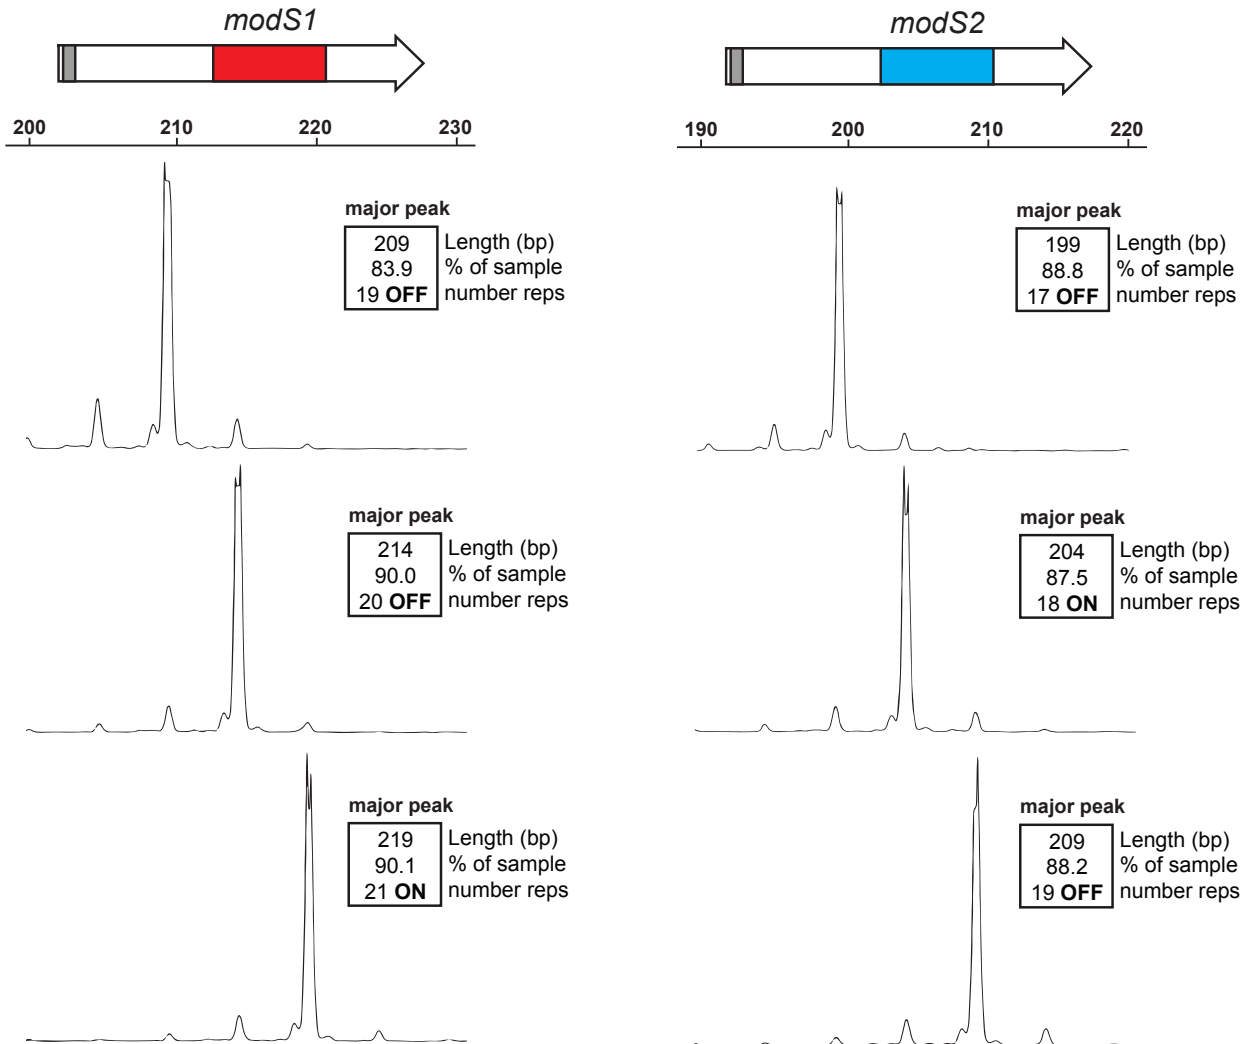 modS1
200 210 220 230
major peak
209 Length (bp)
83.9 % of sample
19 OFF number reps
major peak
214 Length (bp)
90.0 % of sample
20 OFF number reps
major peak
219 Length (bp)
90.1 % of sample
21 ON number reps
modS2
190 200 210 220
major peak
199 Length (bp)
88.8 % of sample
17 OFF number reps
major peak
204 Length (bp)
87.5 % of sample
18 ON number reps
major peak
209 Length (bp)
88.2 % of sample
19 OFF number reps